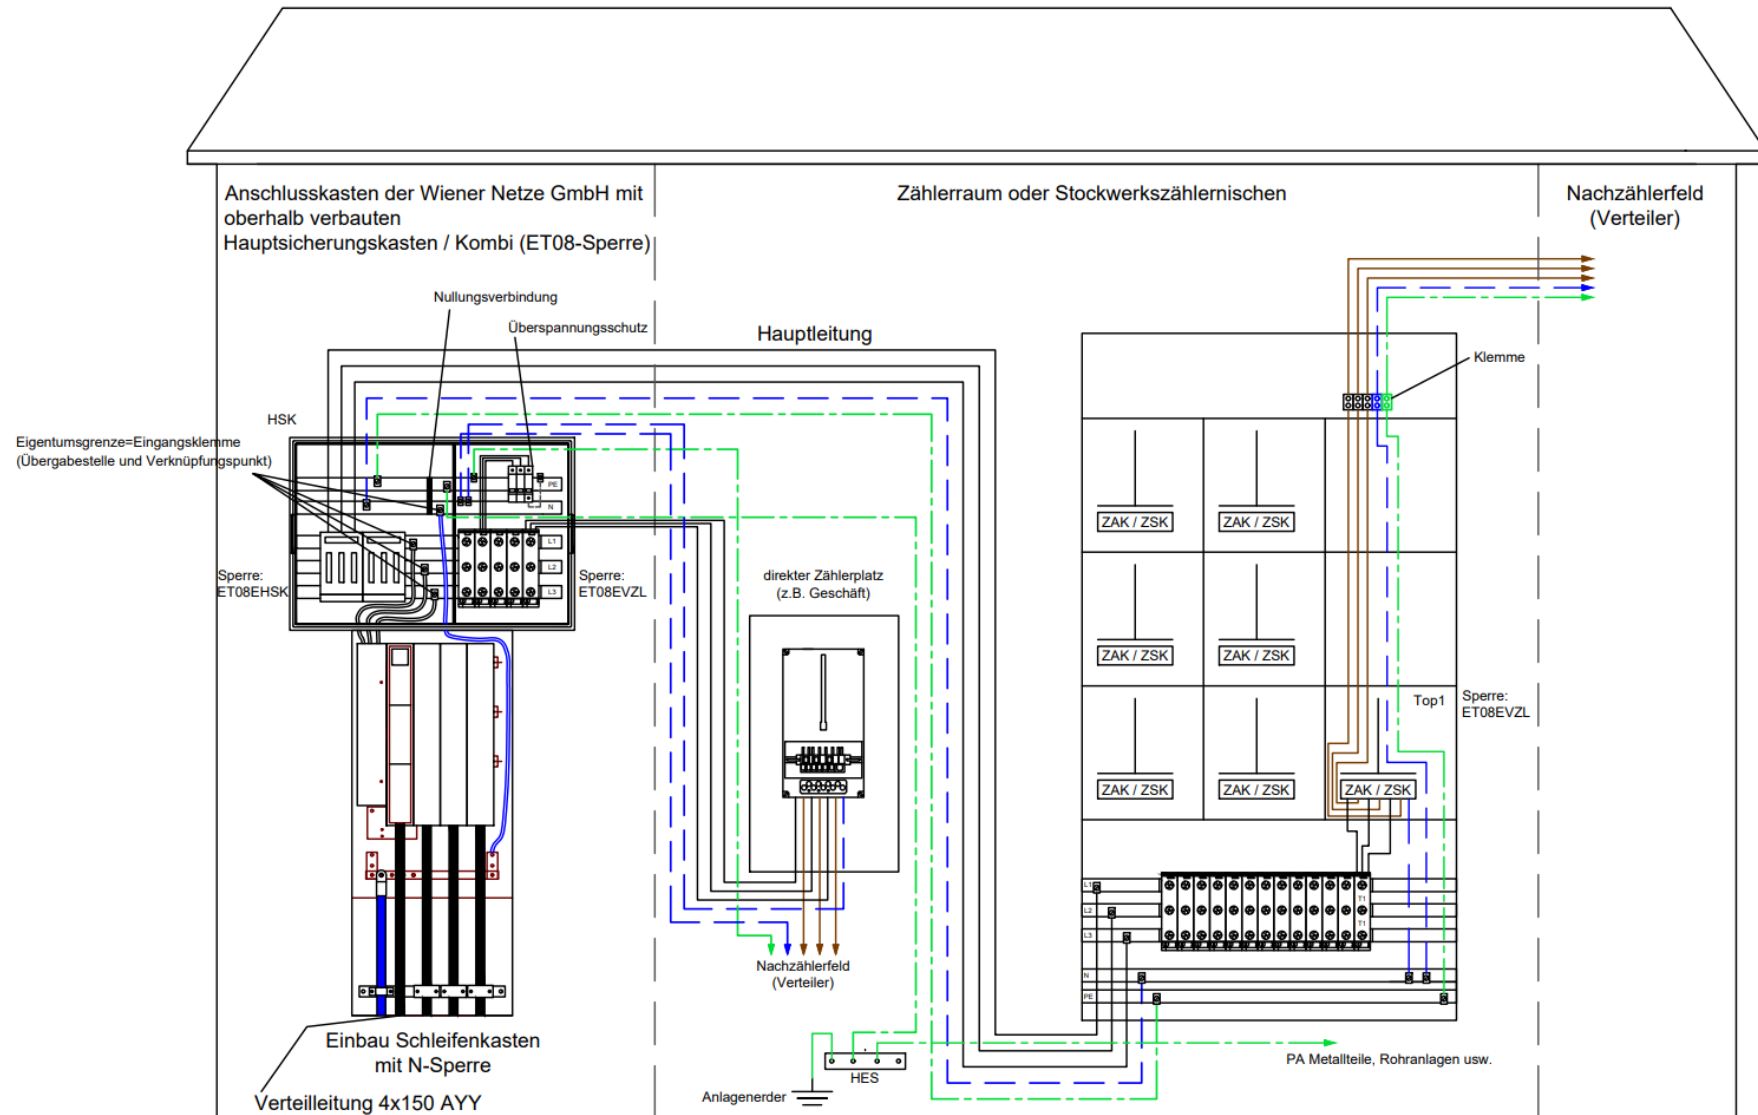 Anschlusskasten der Wiener Netze GmbH mit
oberhalb verbauten
Hauptsicherungskasten / Kombi (ET08-Sperre)
Zählerraum oder Stockwerkszählernischen
Nachzählerfeld
(Verteiler)
Nullungsverbindung
Überspannungsschutz
Hauptleitung
Klemme
HSK
Eigentumsgrenze=Eingangsklemme
(Übergabestelle und Verknüpfungspunkt)
PE
N
L1
L2
L3
Sperre:
ET08EHSK
Sperre:
ET08EVZL
direkter Zählerplatz
(z.B. Geschäft)
ZAK / ZSK
ZAK / ZSK
ZAK / ZSK
ZAK / ZSK
Top1
Sperre:
ET08EVZL
ZAK / ZSK
ZAK / ZSK
ZAK / ZSK
L1
L2
L3
T1
T1
N
PE
Nachzählerfeld
(Verteiler)
Einbau Schleifenkasten
mit N-Sperre
Verteilleitung 4x150 AYY
HES
Anlagenerder
PA Metallteile, Rohranlagen usw.